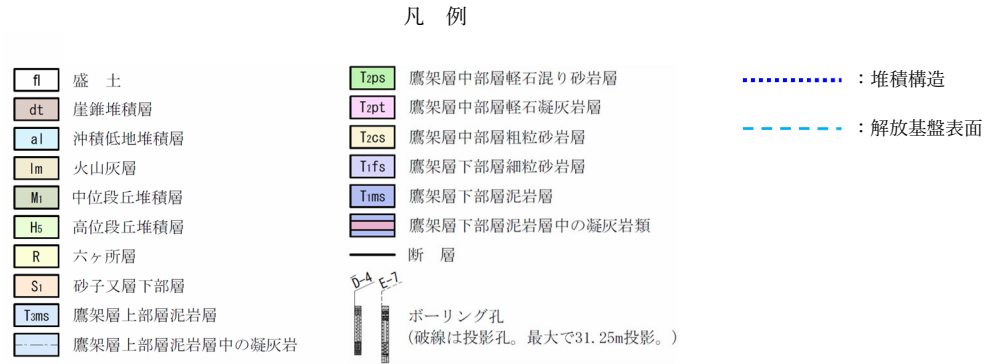 凡 例
fl 盛 土
dt 崖錐堆積層
al 沖積低地堆積層
lm 火山灰層
M1 中位段丘堆積層
H5 高位段丘堆積層
R 六ヶ所層
S1 砂子又層下部層
T3ms 鷹架層上部層泥岩層
鷹架層上部層泥岩層中の凝灰岩
T2ps 鷹架層中部層軽石混り砂岩層
T2pt 鷹架層中部層軽石凝灰岩層
T2cs 鷹架層中部層粗粒砂岩層
T1fs 鷹架層下部層細粒砂岩層
T1ms 鷹架層下部層泥岩層
鷹架層下部層泥岩層中の凝灰岩類
断 層
D-4 E-7
ボーリング孔
(破線は投影孔。最大で31.25m投影。)
：堆積構造
：解放基盤表面